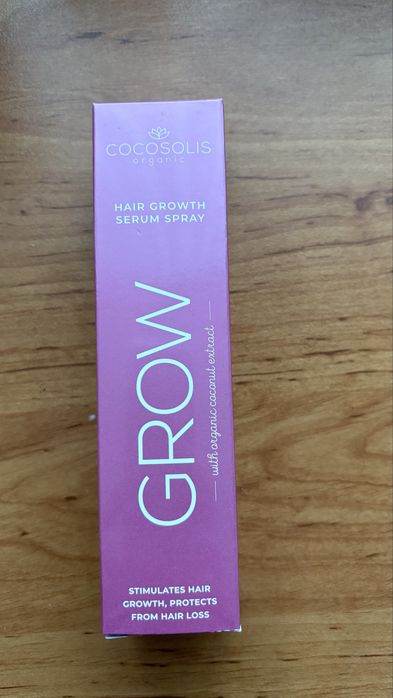 COCOSOLIS
organic
HAIR GROWTH
SERUM SPRAY
GROW
with organic coconut extract
STIMULATES HAIR
GROWTH, PROTECTS
FROM HAIR LOSS